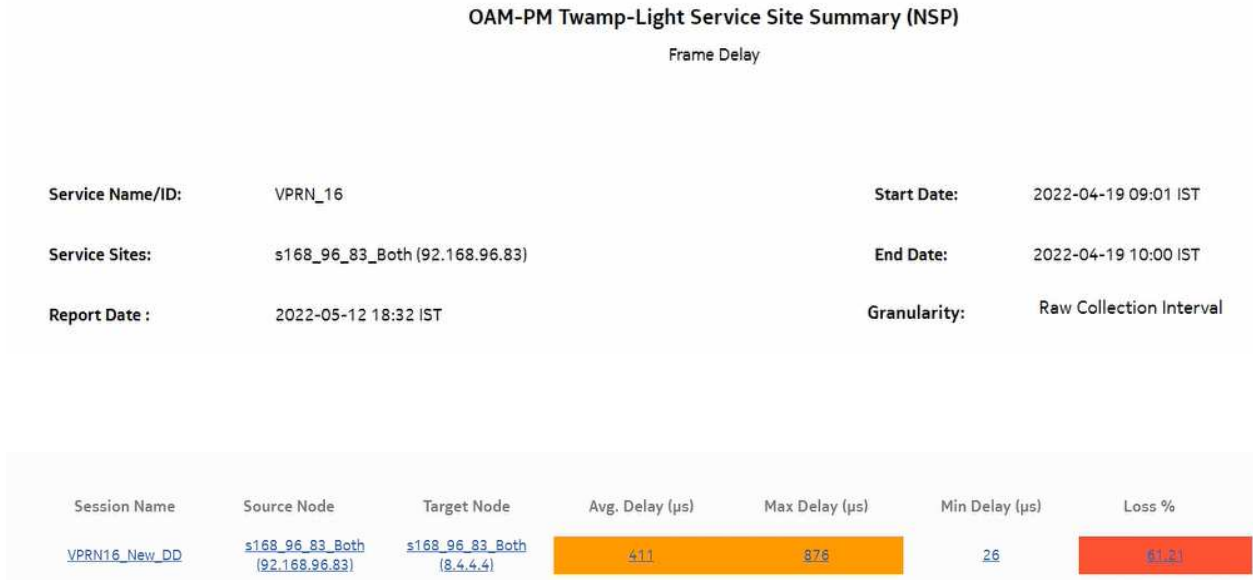 OAM-PM Twamp-Light Service Site Summary (NSP)
Frame Delay
Service Name/ID: VPRN_16 Start Date: 2022-04-19 09:01 IST
Service Sites: s168_96_83_Both (92.168.96.83) End Date: 2022-04-19 10:00 IST
Report Date : 2022-05-12 18:32 IST Granularity: Raw Collection Interval
Session Name Source Node Target Node Avg. Delay (µs) Max Delay (µs) Min Delay (µs) Loss %
VPRN16_New_DD s168_96_83_Both s168_96_83_Both 411 876 26 61.21
(92.168.96.83) (8.4.4.4)